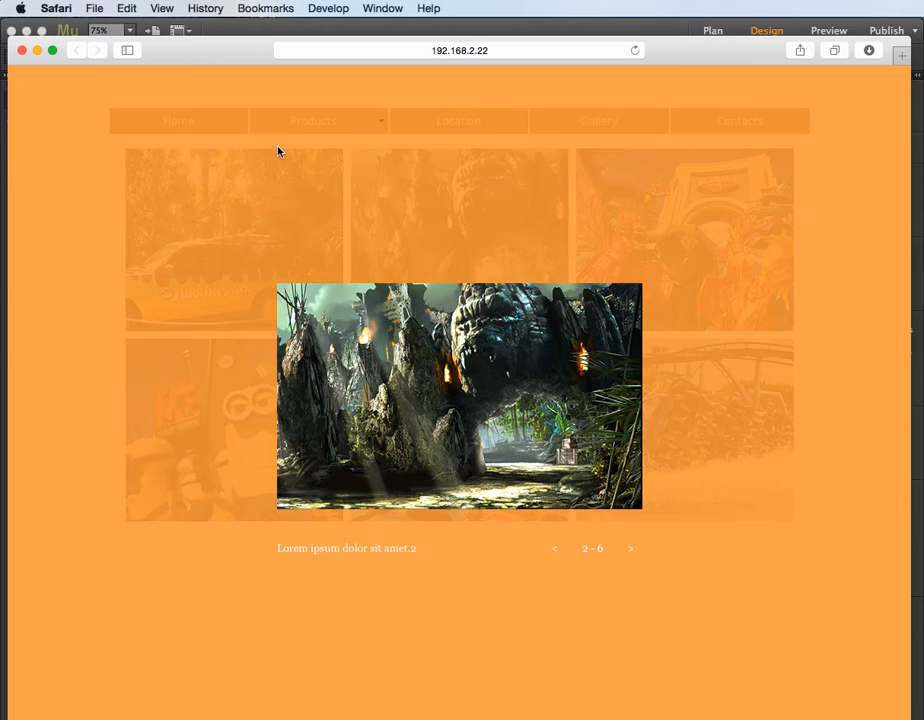 Safari File Edit View History Bookmarks Develop Window Help
Mu 75% Plan Design Preview Publish
192.168.2.22
Home Products Location Gallery Contacts
Lorem ipsum dolor sit amet.2 < 2 - 6 >